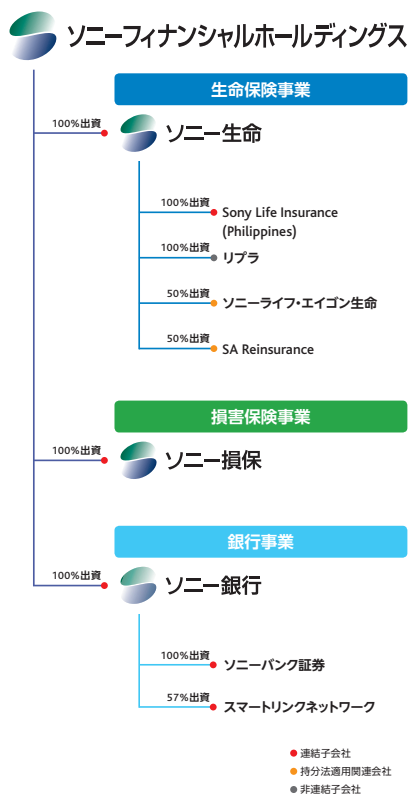 ソニーフィナンシャルホールディングス
生命保険事業
100%出資
ソニー生命
100%出資
Sony Life Insurance
(Philippines)
100%出資
リプラ
50%出資
ソニーライフ・エイゴン生命
50%出資
SA Reinsurance
損害保険事業
100%出資
ソニー損保
銀行事業
100%出資
ソニー銀行
100%出資
ソニーバンク証券
57%出資
スマートリンクネットワーク
連結子会社
持分法適用関連会社
非連結子会社